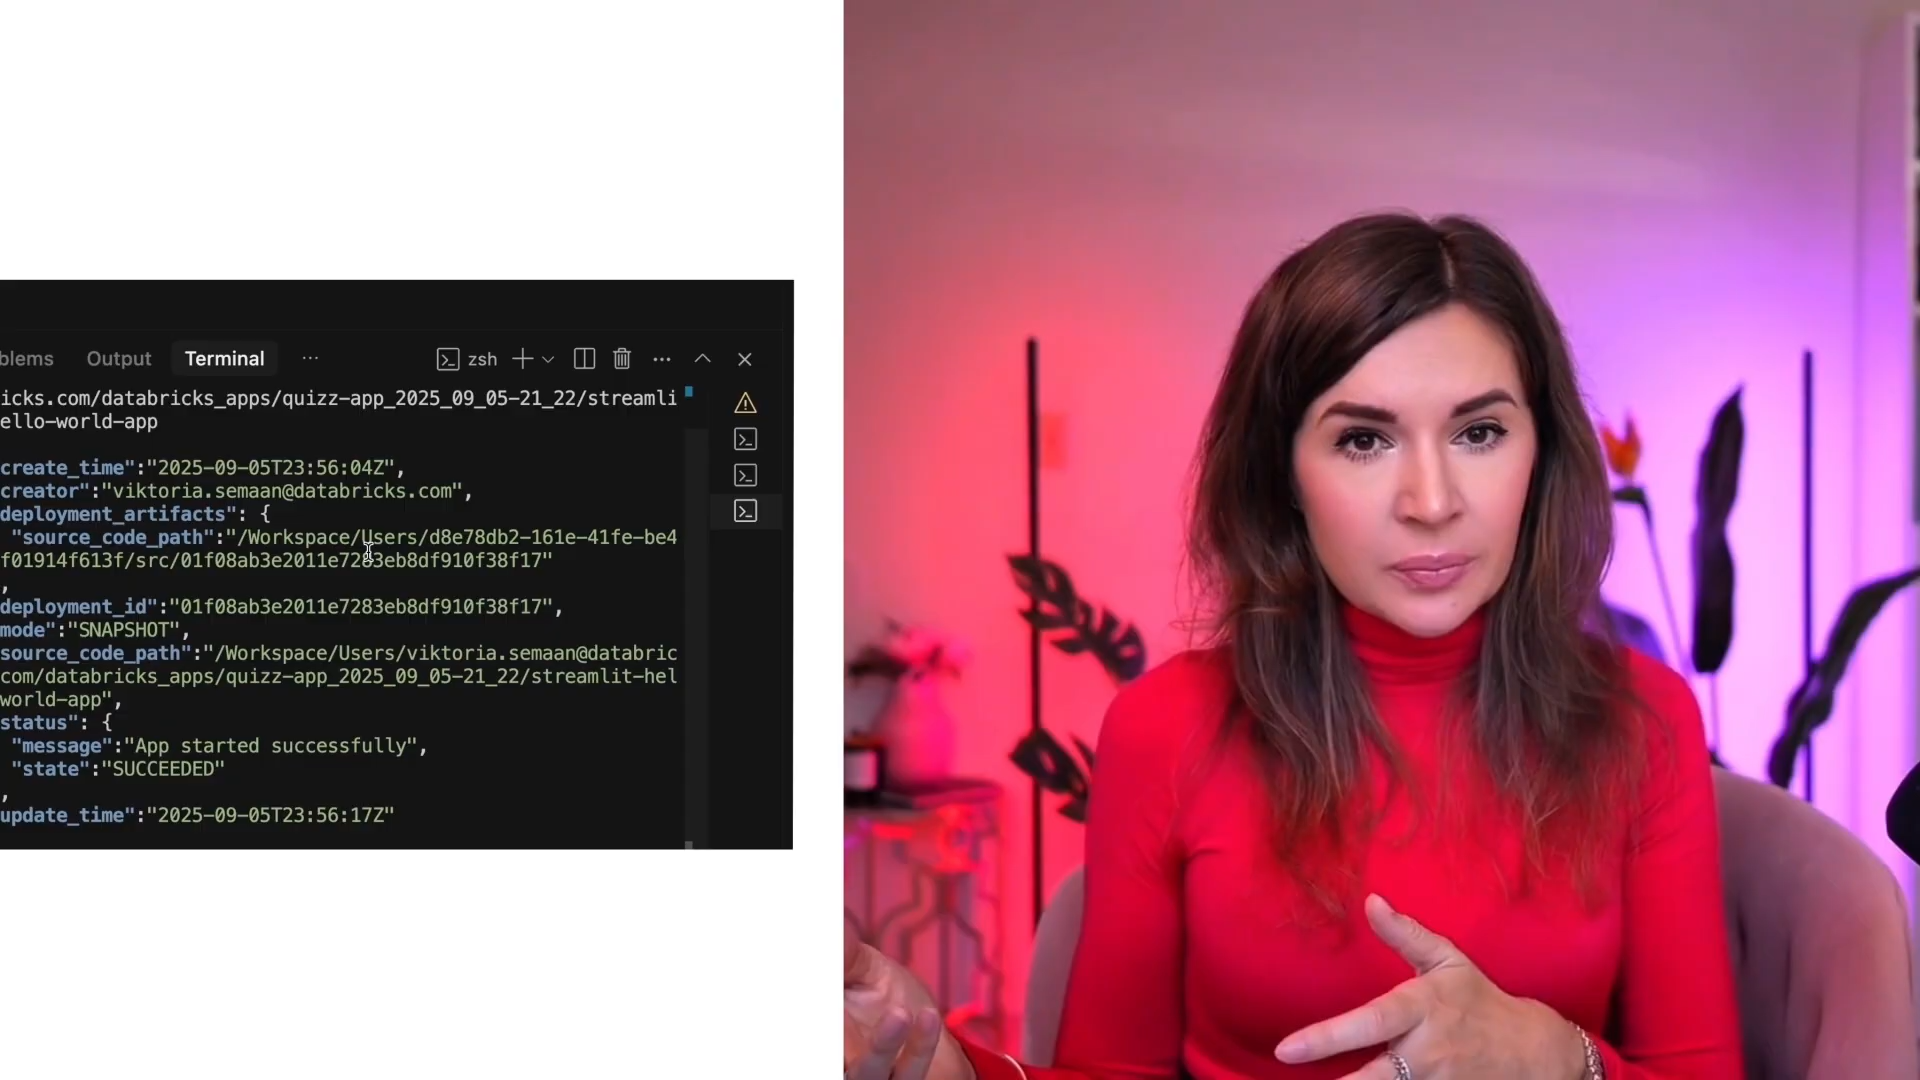 blems Output Terminal ··· zsh
icks.com/databricks_apps/quizz-app_2025_09_05-21_22/streamli
ello-world-app
create_time":"2025-09-05T23:56:04Z",
creator":"viktoria.semaan@databricks.com",
deployment_artifacts": {
"source_code_path":"/Workspace/Users/d8e78db2-161e-41fe-be4
f01914f613f/src/01f08ab3e2011e7283eb8df910f38f17"
,
deployment_id":"01f08ab3e2011e7283eb8df910f38f17",
mode":"SNAPSHOT",
source_code_path":"/Workspace/Users/viktoria.semaan@databric
com/databricks_apps/quizz-app_2025_09_05-21_22/streamlit-hel
world-app",
status": {
"message":"App started successfully",
"state":"SUCCEEDED"
,
update_time":"2025-09-05T23:56:17Z"